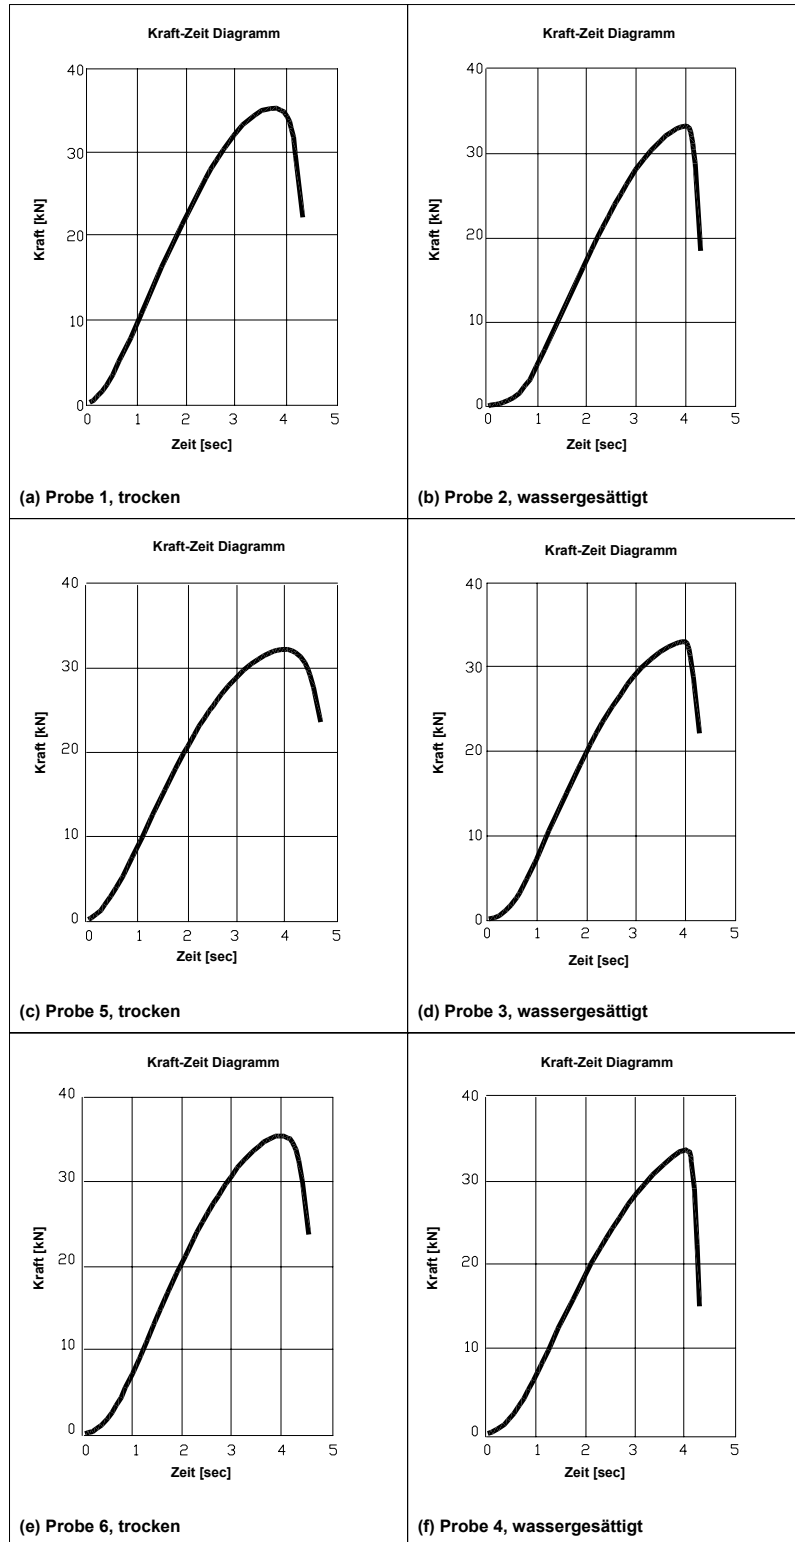 Kraft-Zeit Diagramm
40
30
20
10
0
Kraft [kN]
0 1 2 3 4 5
Zeit [sec]
(a) Probe 1, trocken
Kraft-Zeit Diagramm
40
30
20
10
0
Kraft [kN]
0 1 2 3 4 5
Zeit [sec]
(b) Probe 2, wassergesättigt
Kraft-Zeit Diagramm
40
30
20
10
0
Kraft [kN]
0 1 2 3 4 5
Zeit [sec]
(c) Probe 5, trocken
Kraft-Zeit Diagramm
40
30
20
10
0
Kraft [kN]
0 1 2 3 4 5
Zeit [sec]
(d) Probe 3, wassergesättigt
Kraft-Zeit Diagramm
40
30
20
10
0
Kraft [kN]
0 1 2 3 4 5
Zeit [sec]
(e) Probe 6, trocken
Kraft-Zeit Diagramm
40
30
20
10
0
Kraft [kN]
0 1 2 3 4 5
Zeit [sec]
(f) Probe 4, wassergesättigt